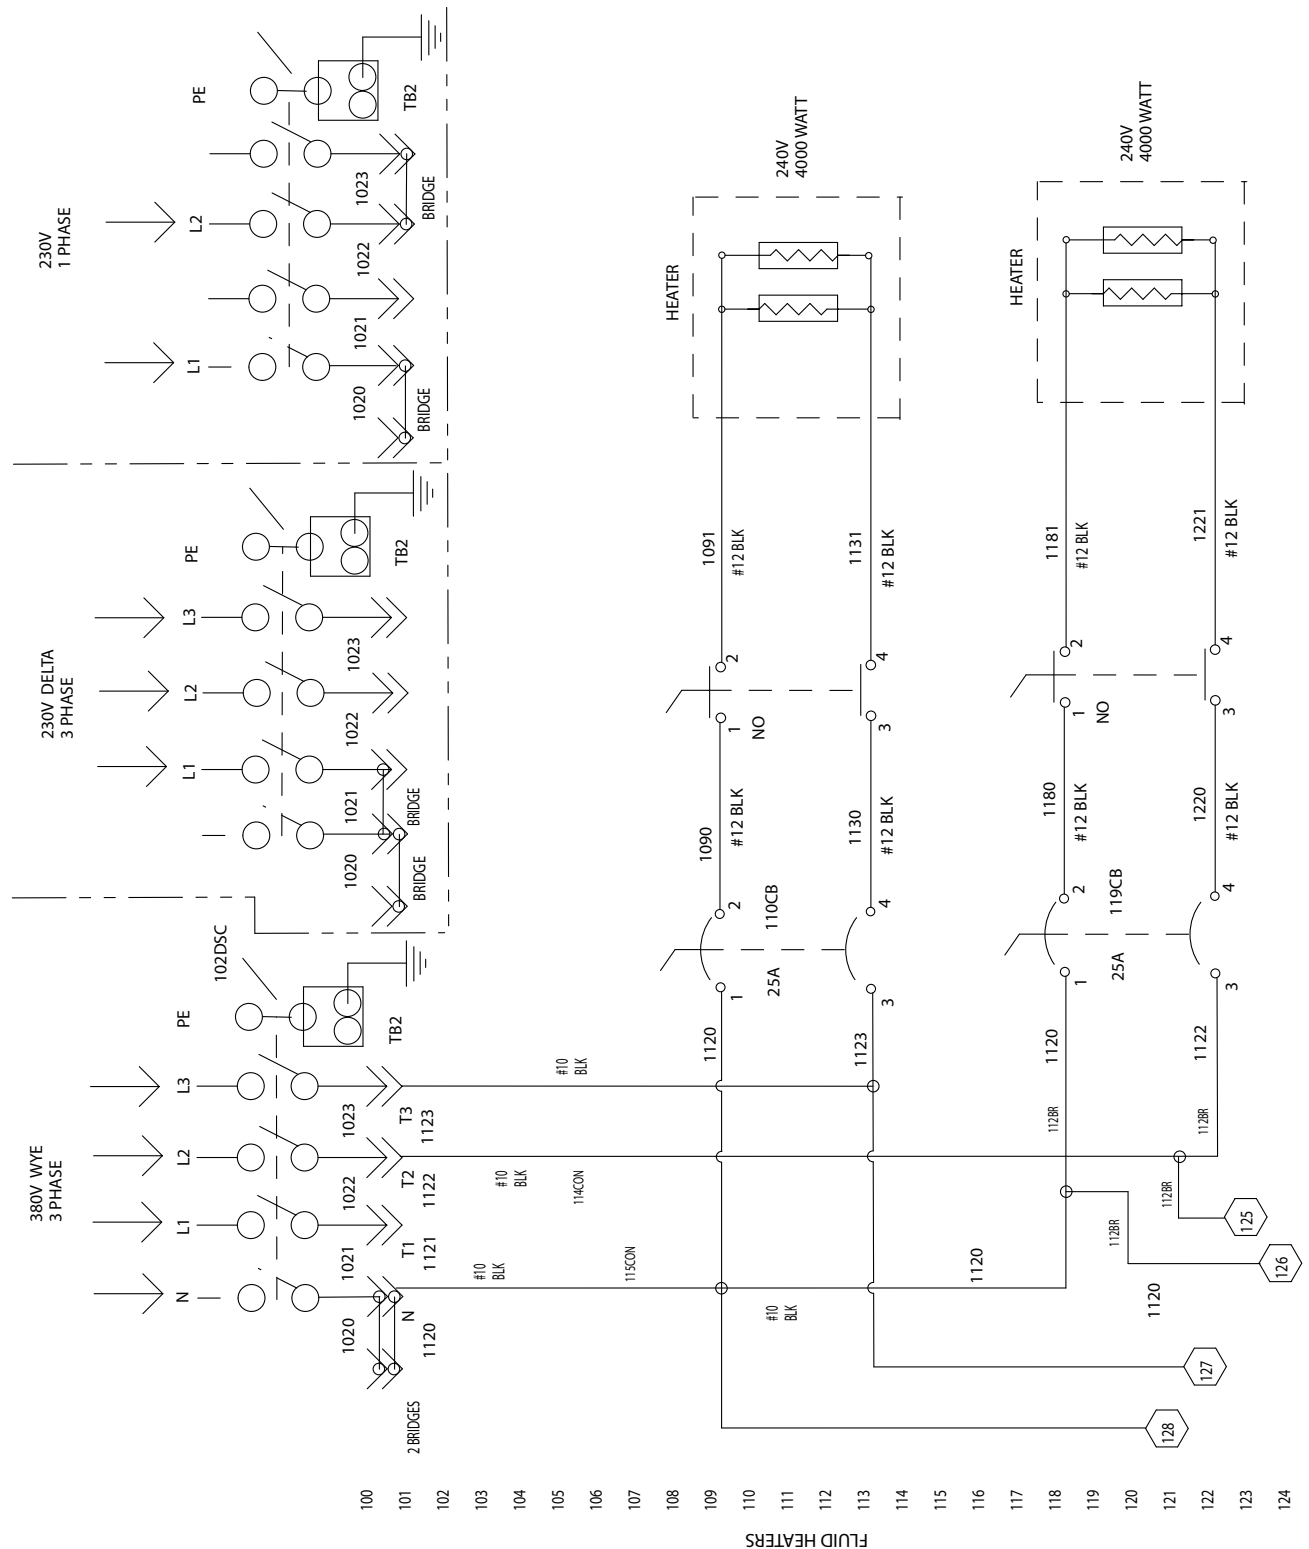 380V WYE
3 PHASE
N
L1
L2
L3
PE
102DSC
1020
1021
1022
1023
TB2
N
T1
T2
T3
1120
1121
1122
1123
2 BRIDGES
230V DELTA
3 PHASE
L1
L2
L3
PE
1020
1021
1022
1023
TB2
BRIDGE
BRIDGE
230V
1 PHASE
L1
L2
PE
1020
1021
1022
1023
TB2
BRIDGE
BRIDGE
#10
BLK
#10
BLK
#10
BLK
114CON
115CON
#10
BLK
1120
1120
1
2
25A
110CB
1090
#12 BLK
1
2
NO
1091
#12 BLK
HEATER
240V
4000 WATT
1123
3
4
1130
#12 BLK
3
4
1131
#12 BLK
112BR
1120
1
2
25A
119CB
1180
#12 BLK
1
2
NO
1181
#12 BLK
HEATER
240V
4000 WATT
112BR
1122
3
4
1220
#12 BLK
3
4
1221
#12 BLK
112BR
112BR
1120
125
126
127
128
100
101
102
103
104
105
106
107
108
109
110
111
112
113
114
115
116
117
118
119
120
121
122
123
124
FLUID HEATERS